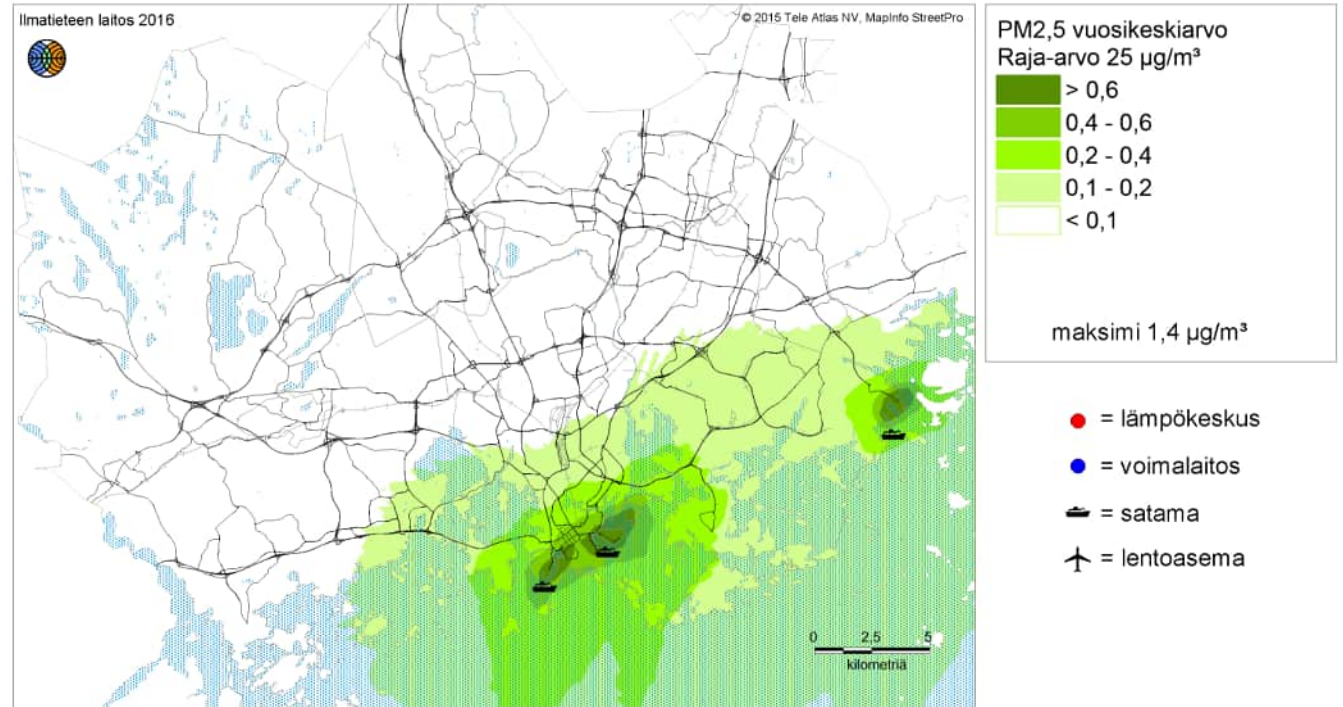 Ilmatieteen laitos 2016
© 2015 Tele Atlas NV, MapInfo StreetPro
PM2,5 vuosikeskiarvo
Raja-arvo 25 µg/m³
> 0,6
0,4 - 0,6
0,2 - 0,4
0,1 - 0,2
< 0,1
maksimi 1,4 µg/m³
= lämpökeskus
= voimalaitos
= satama
= lentoasema
0 2,5 5
kilometriä